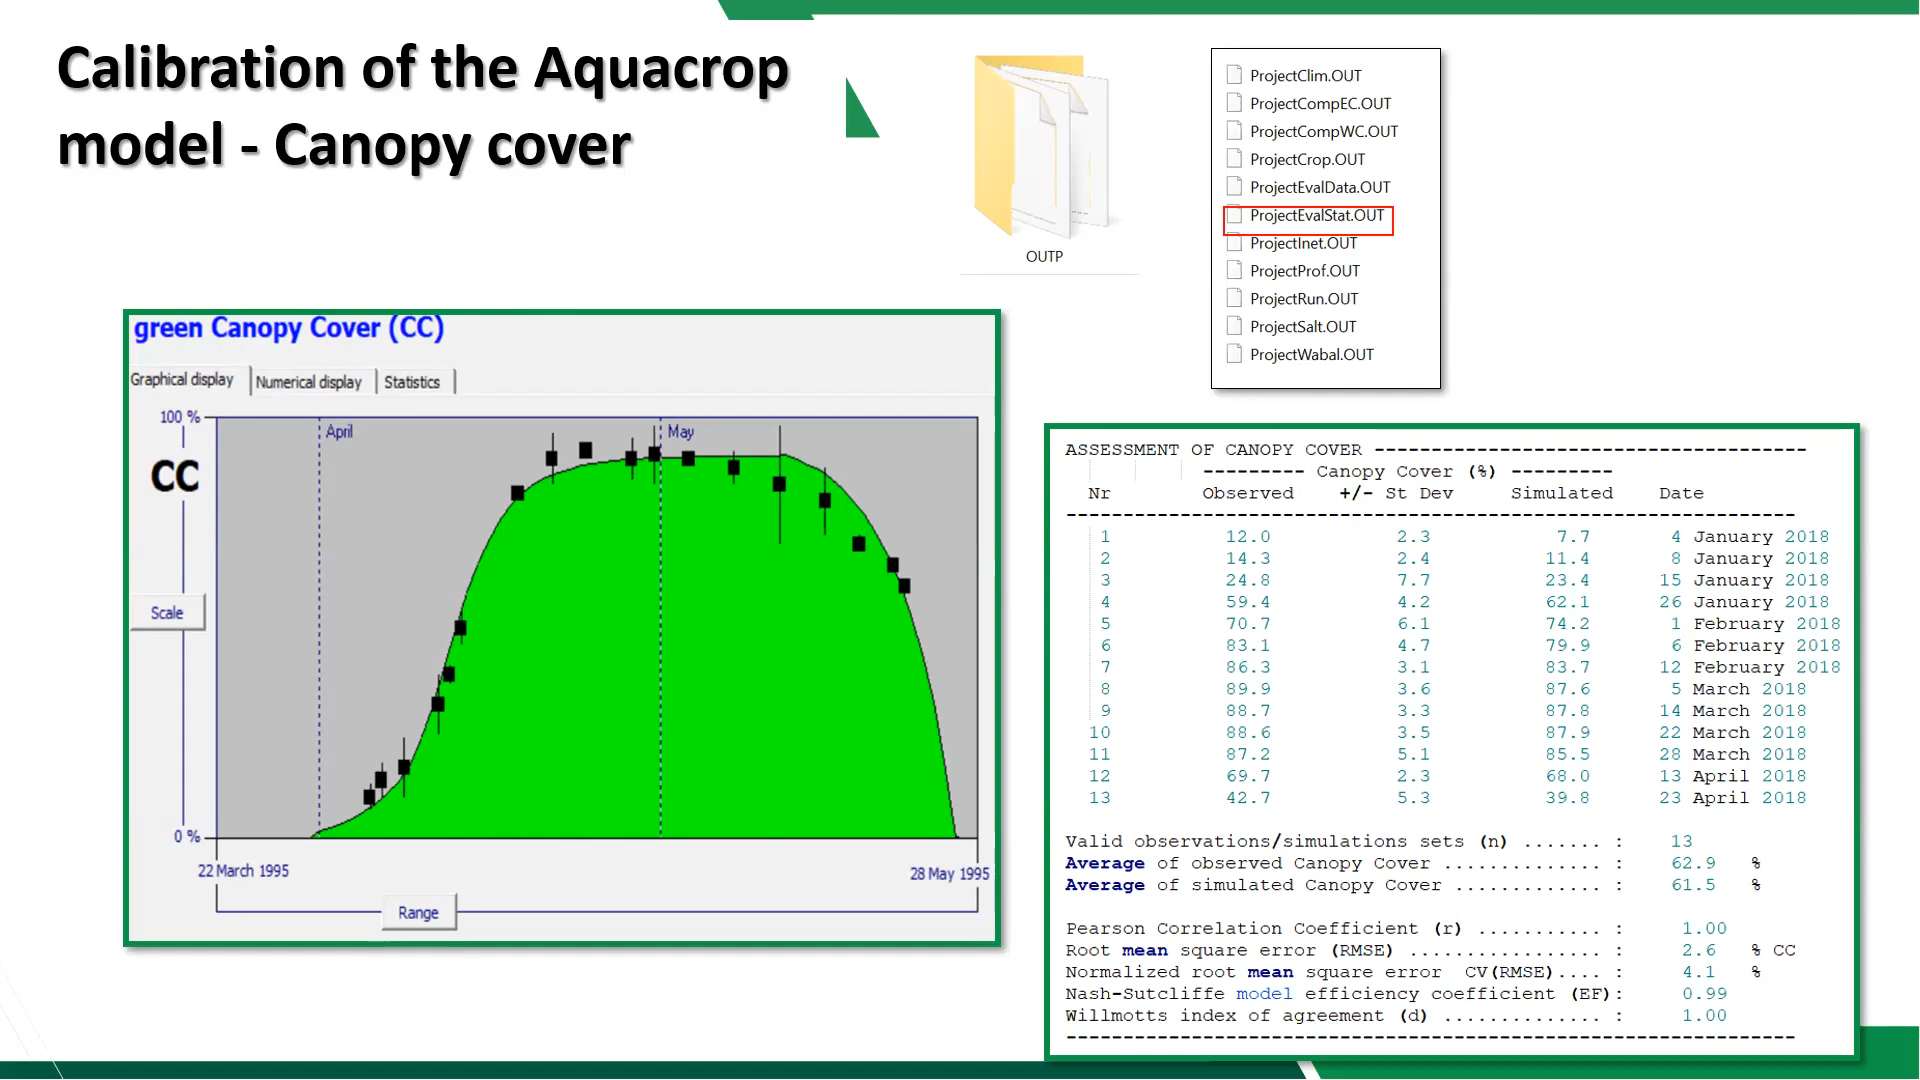 Calibration of the Aquacrop
model - Canopy cover
OUTP
ProjectClim.OUT
ProjectCompEC.OUT
ProjectCompWC.OUT
ProjectCrop.OUT
ProjectEvalData.OUT
ProjectEvalStat.OUT
ProjectInet.OUT
ProjectProf.OUT
ProjectRun.OUT
ProjectSalt.OUT
ProjectWabal.OUT
green Canopy Cover (CC)
Graphical display Numerical display Statistics
100 %
April May
CC
Scale
0 %
22 March 1995 28 May 1995
Range
ASSESSMENT OF CANOPY COVER --------------------------------------
--------- Canopy Cover (%) ---------
Nr Observed +/- St Dev Simulated Date
----------------------------------------------------------------
1 12.0 2.3 7.7 4 January 2018
2 14.3 2.4 11.4 8 January 2018
3 24.8 7.7 23.4 15 January 2018
4 59.4 4.2 62.1 26 January 2018
5 70.7 6.1 74.2 1 February 2018
6 83.1 4.7 79.9 6 February 2018
7 86.3 3.1 83.7 12 February 2018
8 89.9 3.6 87.6 5 March 2018
9 88.7 3.3 87.8 14 March 2018
10 88.6 3.5 87.9 22 March 2018
11 87.2 5.1 85.5 28 March 2018
12 69.7 2.3 68.0 13 April 2018
13 42.7 5.3 39.8 23 April 2018
Valid observations/simulations sets (n) ....... : 13
Average of observed Canopy Cover .............. : 62.9 %
Average of simulated Canopy Cover ............. : 61.5 %
Pearson Correlation Coefficient (r) ........... : 1.00
Root mean square error (RMSE) ................. : 2.6 % CC
Normalized root mean square error CV(RMSE).... : 4.1 %
Nash-Sutcliffe model efficiency coefficient (EF): 0.99
Willmotts index of agreement (d) .............. : 1.00
----------------------------------------------------------------